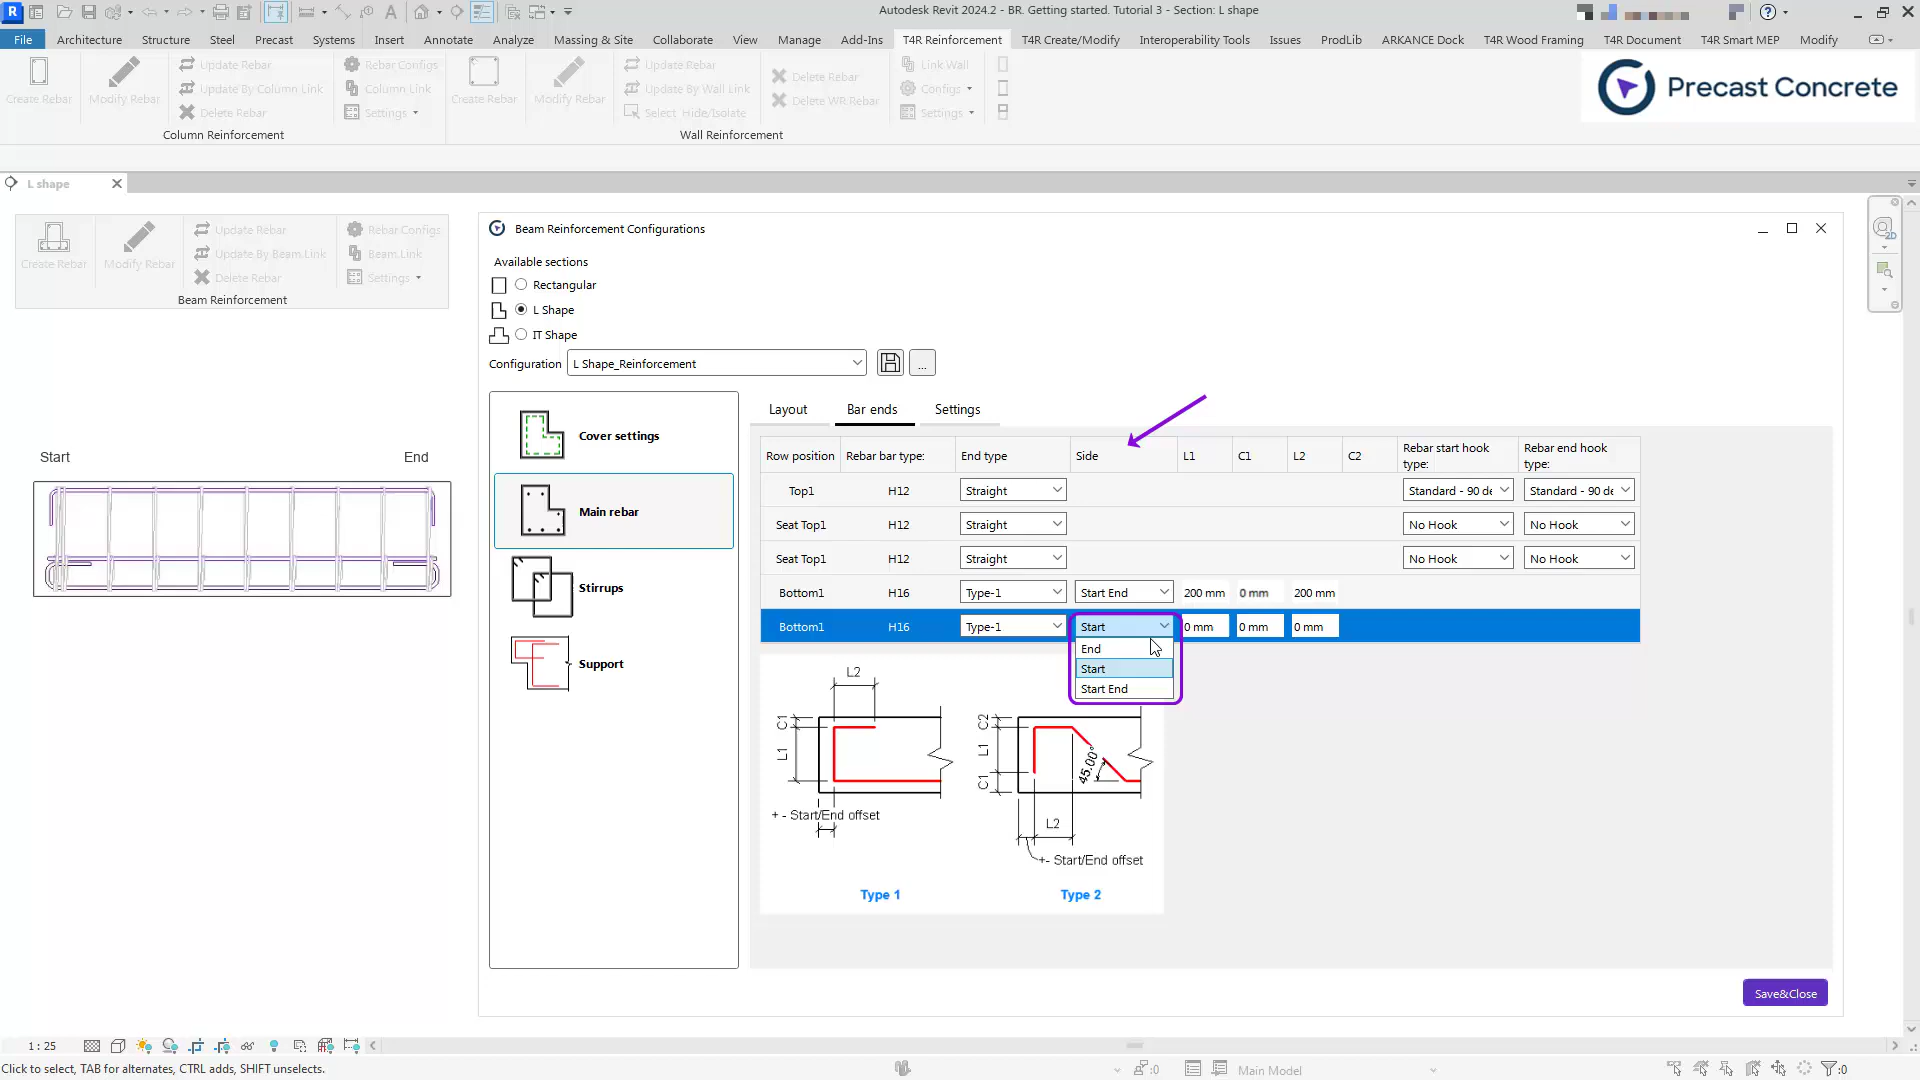 Autodesk Revit 2024.2 - BR. Getting started. Tutorial 3 - Section: L shape
File Architecture Structure Steel Precast Systems Insert Annotate Analyze Massing & Site Collaborate View Manage Add-Ins T4R Reinforcement T4R Create/Modify Interoperability Tools Issues ProdLib ARKANCE Dock T4R Wood Framing T4R Document T4R Smart MEP Modify
Update Rebar Rebar Configs Update Rebar Link Wall
Precast Concrete
Create Rebar Modify Rebar Update By Column Link Column Link Create Rebar Modify Rebar Update By Wall Link Delete Rebar Configs
Delete Rebar Settings Select Hide/Isolate Delete WR Rebar Settings
Column Reinforcement Wall Reinforcement
L shape
Update Rebar Rebar Configs
Create Rebar Modify Rebar Update By Beam Link Beam Link
Delete Rebar Settings
Beam Reinforcement
Start End
Beam Reinforcement Configurations
Available sections
Rectangular
L Shape
IT Shape
Configuration L Shape_Reinforcement ...
Cover settings
Main rebar
Stirrups
Support
Layout Bar ends Settings
Row position Rebar bar type: End type Side L1 C1 L2 C2 Rebar start hook type: Rebar end hook type:
Top1 H12 Straight Standard - 90 de Standard - 90 de
Seat Top1 H12 Straight No Hook No Hook
Seat Top1 H12 Straight No Hook No Hook
Bottom1 H16 Type-1 Start End 200 mm 0 mm 200 mm
Bottom1 H16 Type-1 Start 0 mm 0 mm 0 mm
End
Start
Start End
L2
C1
L1
+ - Start/End offset
Type 1
C2
L1
C1
45.00°
L2
+- Start/End offset
Type 2
Save&Close
1 : 25
Click to select, TAB for alternates, CTRL adds, SHIFT unselects. :0 Main Model :0